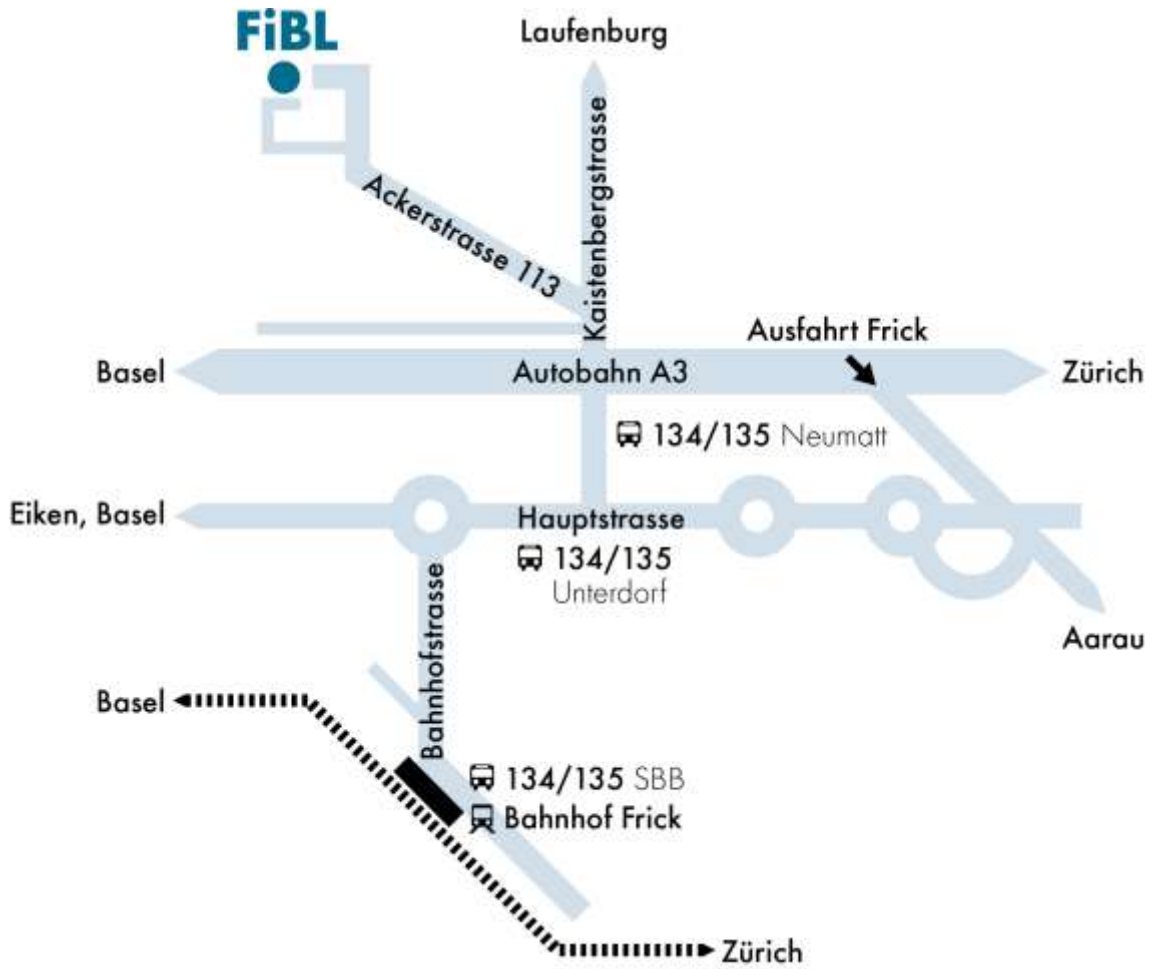 FiBL
Laufenburg
Kaistenbergstrasse
Ackerstrasse 113
Ausfahrt Frick
Basel
Autobahn A3
Zürich
134/135 Neumatt
Eiken, Basel
Hauptstrasse
134/135
Unterdorf
Bahnhofstrasse
Aarau
Basel
134/135 SBB
Bahnhof Frick
Zürich